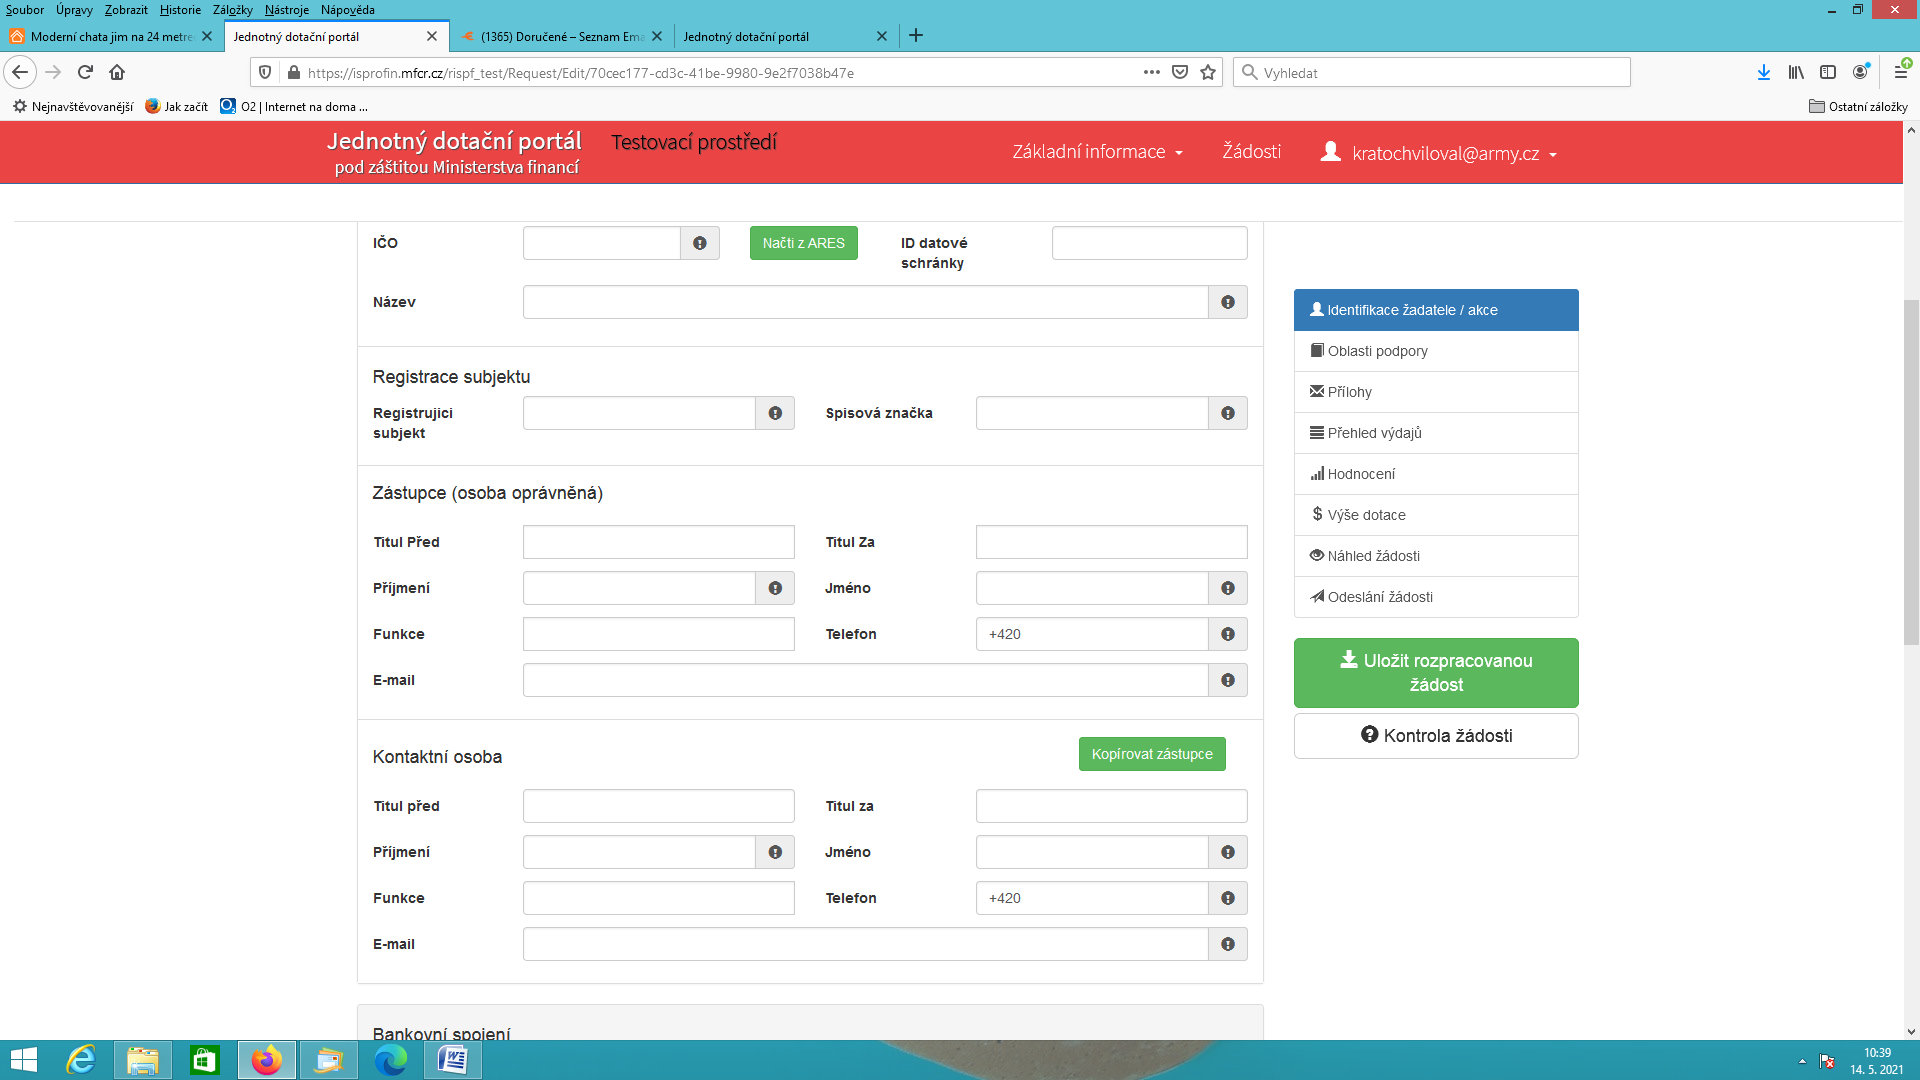 Soubor Úpravy Zobrazit Historie Záložky Nástroje Nápověda
Moderní chata jim na 24 metre
Jednotný dotační portál
(1365) Doručené – Seznam Ema
Jednotný dotační portál
https://isprofin.mfcr.cz/rispf_test/Request/Edit/70cec177-cd3c-41be-9980-9e2f7038b47e
Vyhledat
Nejnavštěvovanější Jak začít O2 | Internet na doma ... Ostatní záložky
Jednotný dotační portál Testovací prostředí
pod záštitou Ministerstva financí
Základní informace Žádosti kratochviloval@army.cz
IČO Načti z ARES ID datové
schránky
Název
Registrace subjektu
Registrujíci Spisová značka
subjekt
Zástupce (osoba oprávněná)
Titul Před Titul Za
Příjmení Jméno
Funkce Telefon +420
E-mail
Kontaktní osoba Kopírovat zástupce
Titul před Titul za
Příjmení Jméno
Funkce Telefon +420
E-mail
Bankovní spojení
Identifikace žadatele / akce
Oblasti podpory
Přílohy
Přehled výdajů
Hodnocení
Výše dotace
Náhled žádosti
Odeslání žádosti
Uložit rozpracovanou
žádost
Kontrola žádosti
10:39
14. 5. 2021